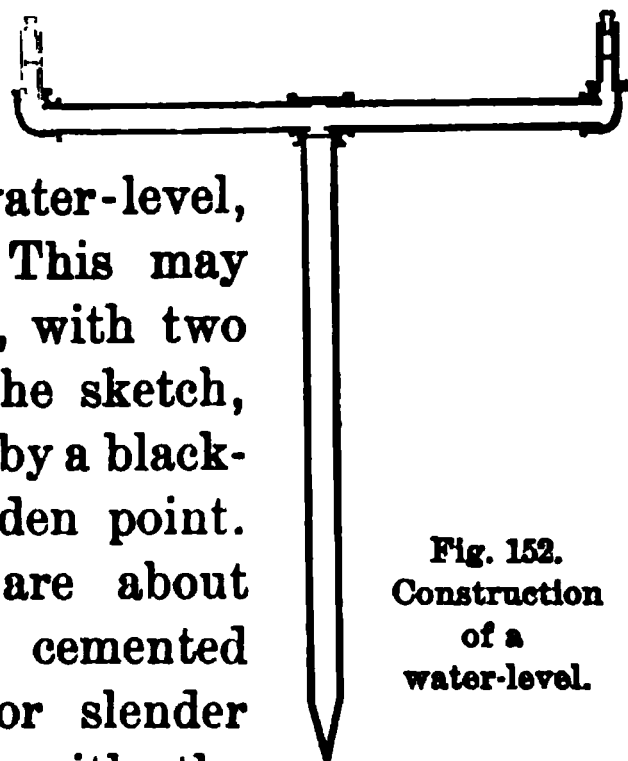 water-level,
This may
, with two
he sketch,
by a black-
den point.
are about
cemented
or slender
Fig. 152.
Construction
of a
water-level.